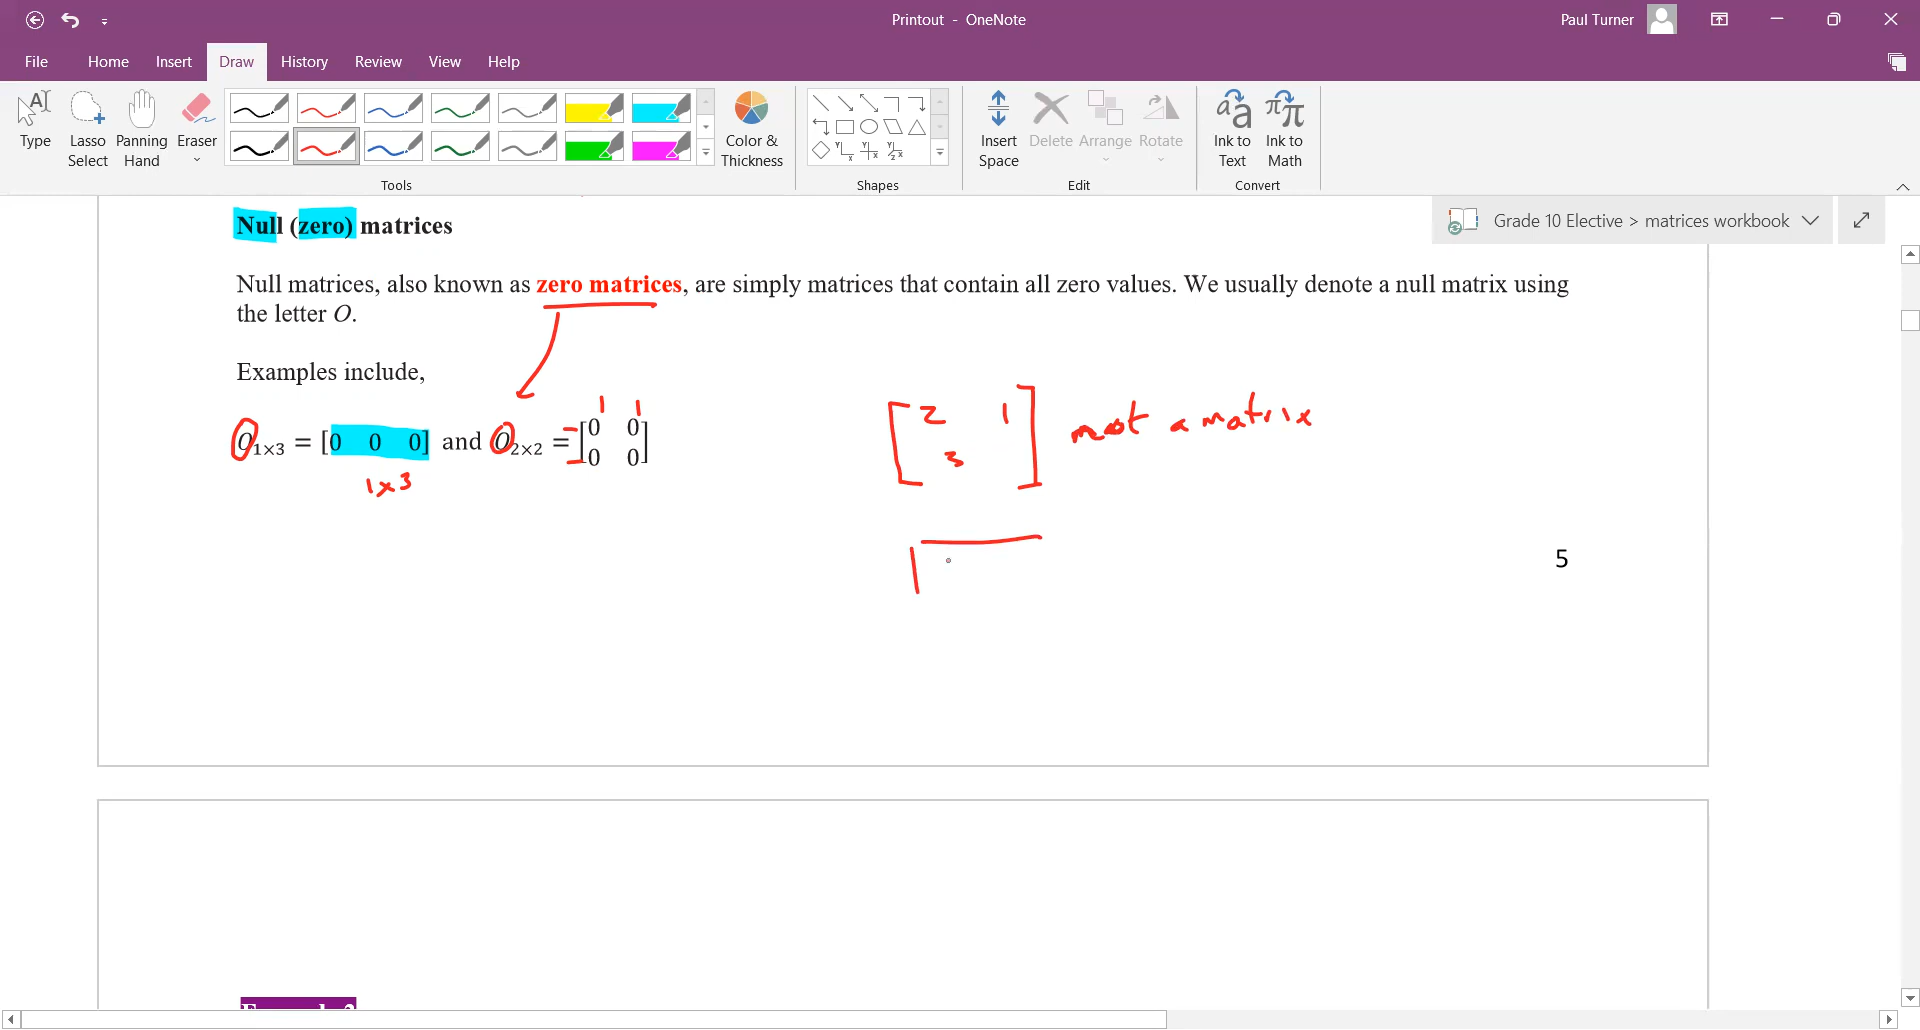 Printout - OneNote
Paul Turner
File Home Insert Draw History Review View Help
Type
Lasso Select
Panning Hand
Eraser
Color & Thickness
Insert Space
Delete
Arrange
Rotate
Ink to Text
Ink to Math
Tools
Shapes
Edit
Convert
Grade 10 Elective > matrices workbook
Null (zero) matrices
Null matrices, also known as zero matrices, are simply matrices that contain all zero values. We usually denote a null matrix using
the letter O.
Examples include,
O1×3 = [0 0 0] and O2×2 = [0 0
0 0]
1×3
[2 1
3] not a matrix
5